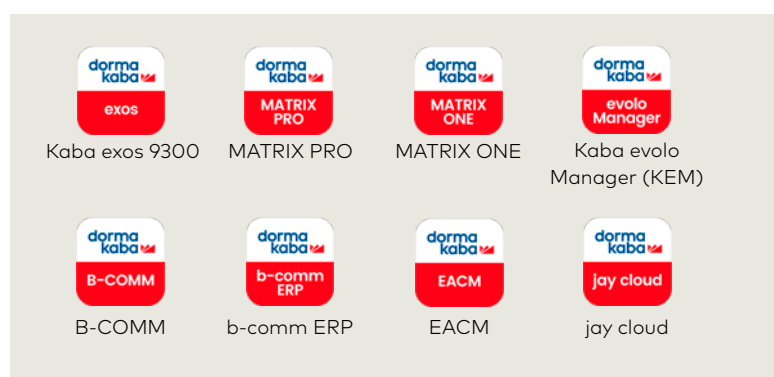 dorma
kaba
exos
dorma
kaba
MATRIX
PRO
dorma
kaba
MATRIX
ONE
dorma
kaba
evolo
Manager
Kaba exos 9300
MATRIX PRO
MATRIX ONE
Kaba evolo
Manager (KEM)
dorma
kaba
B-COMM
dorma
kaba
b-comm
ERP
dorma
kaba
EACM
dorma
kaba
jay cloud
B-COMM
b-comm ERP
EACM
jay cloud